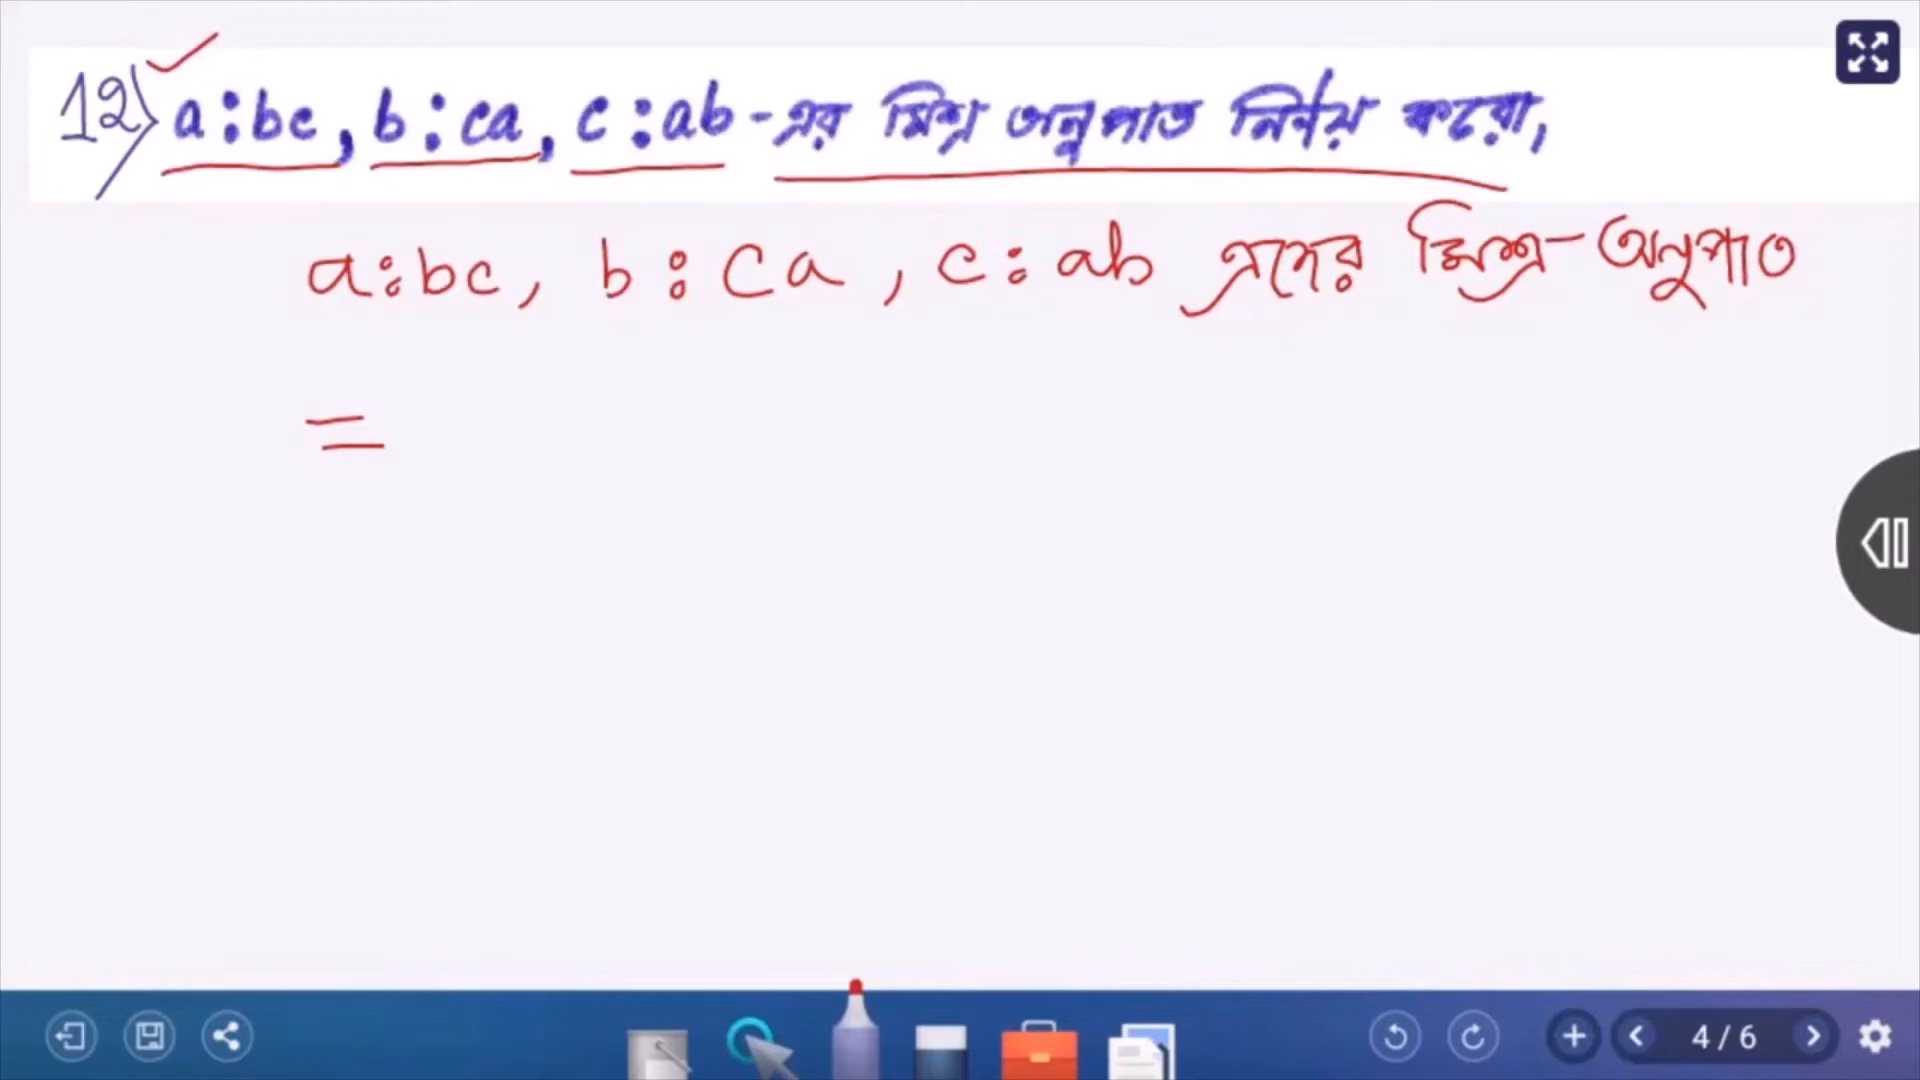 12) a:bc, b:ca, c:ab-এর মিশ্র অনুপাত নির্ণয় করো,
a:bc, b:ca, c:ab এদের মিশ্র-অনুপাত
=
4 / 6